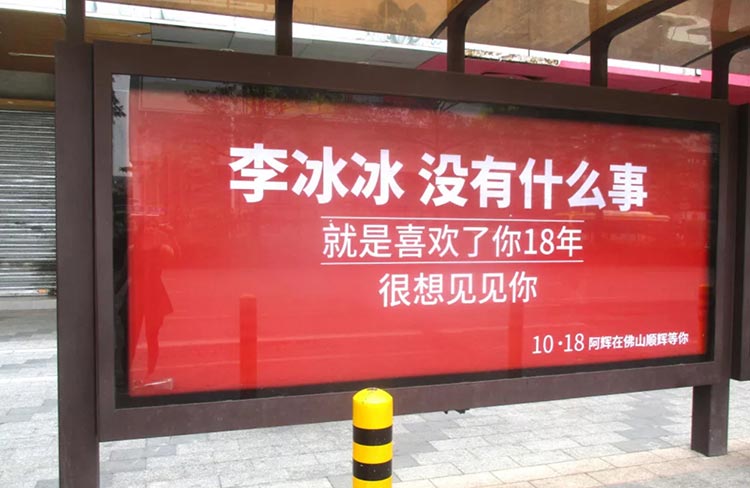 李冰冰 没有什么事
就是喜欢了你18年
很想见见你
10·18 阿辉在佛山顺辉等你